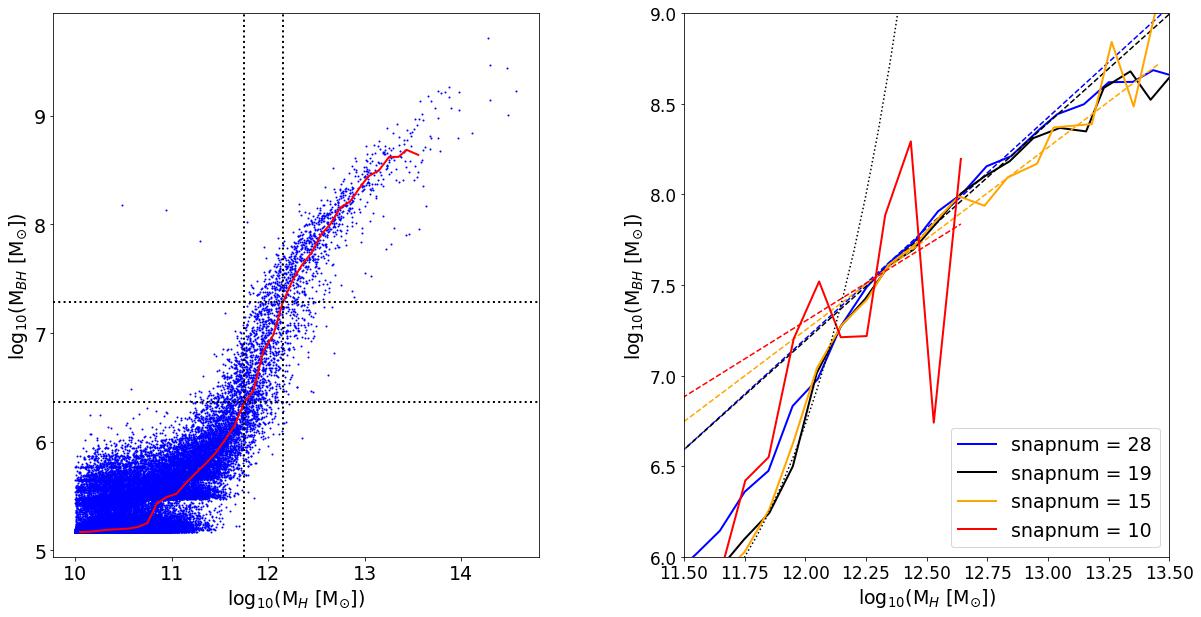 9
8
7
6
5
10 11 12 13 14
log₁₀(M_BH [M⊙])
log₁₀(M_H [M⊙])
9.0
8.5
8.0
7.5
7.0
6.5
6.0
11.50 11.75 12.00 12.25 12.50 12.75 13.00 13.25 13.50
log₁₀(M_BH [M⊙])
log₁₀(M_H [M⊙])
snapnum = 28
snapnum = 19
snapnum = 15
snapnum = 10